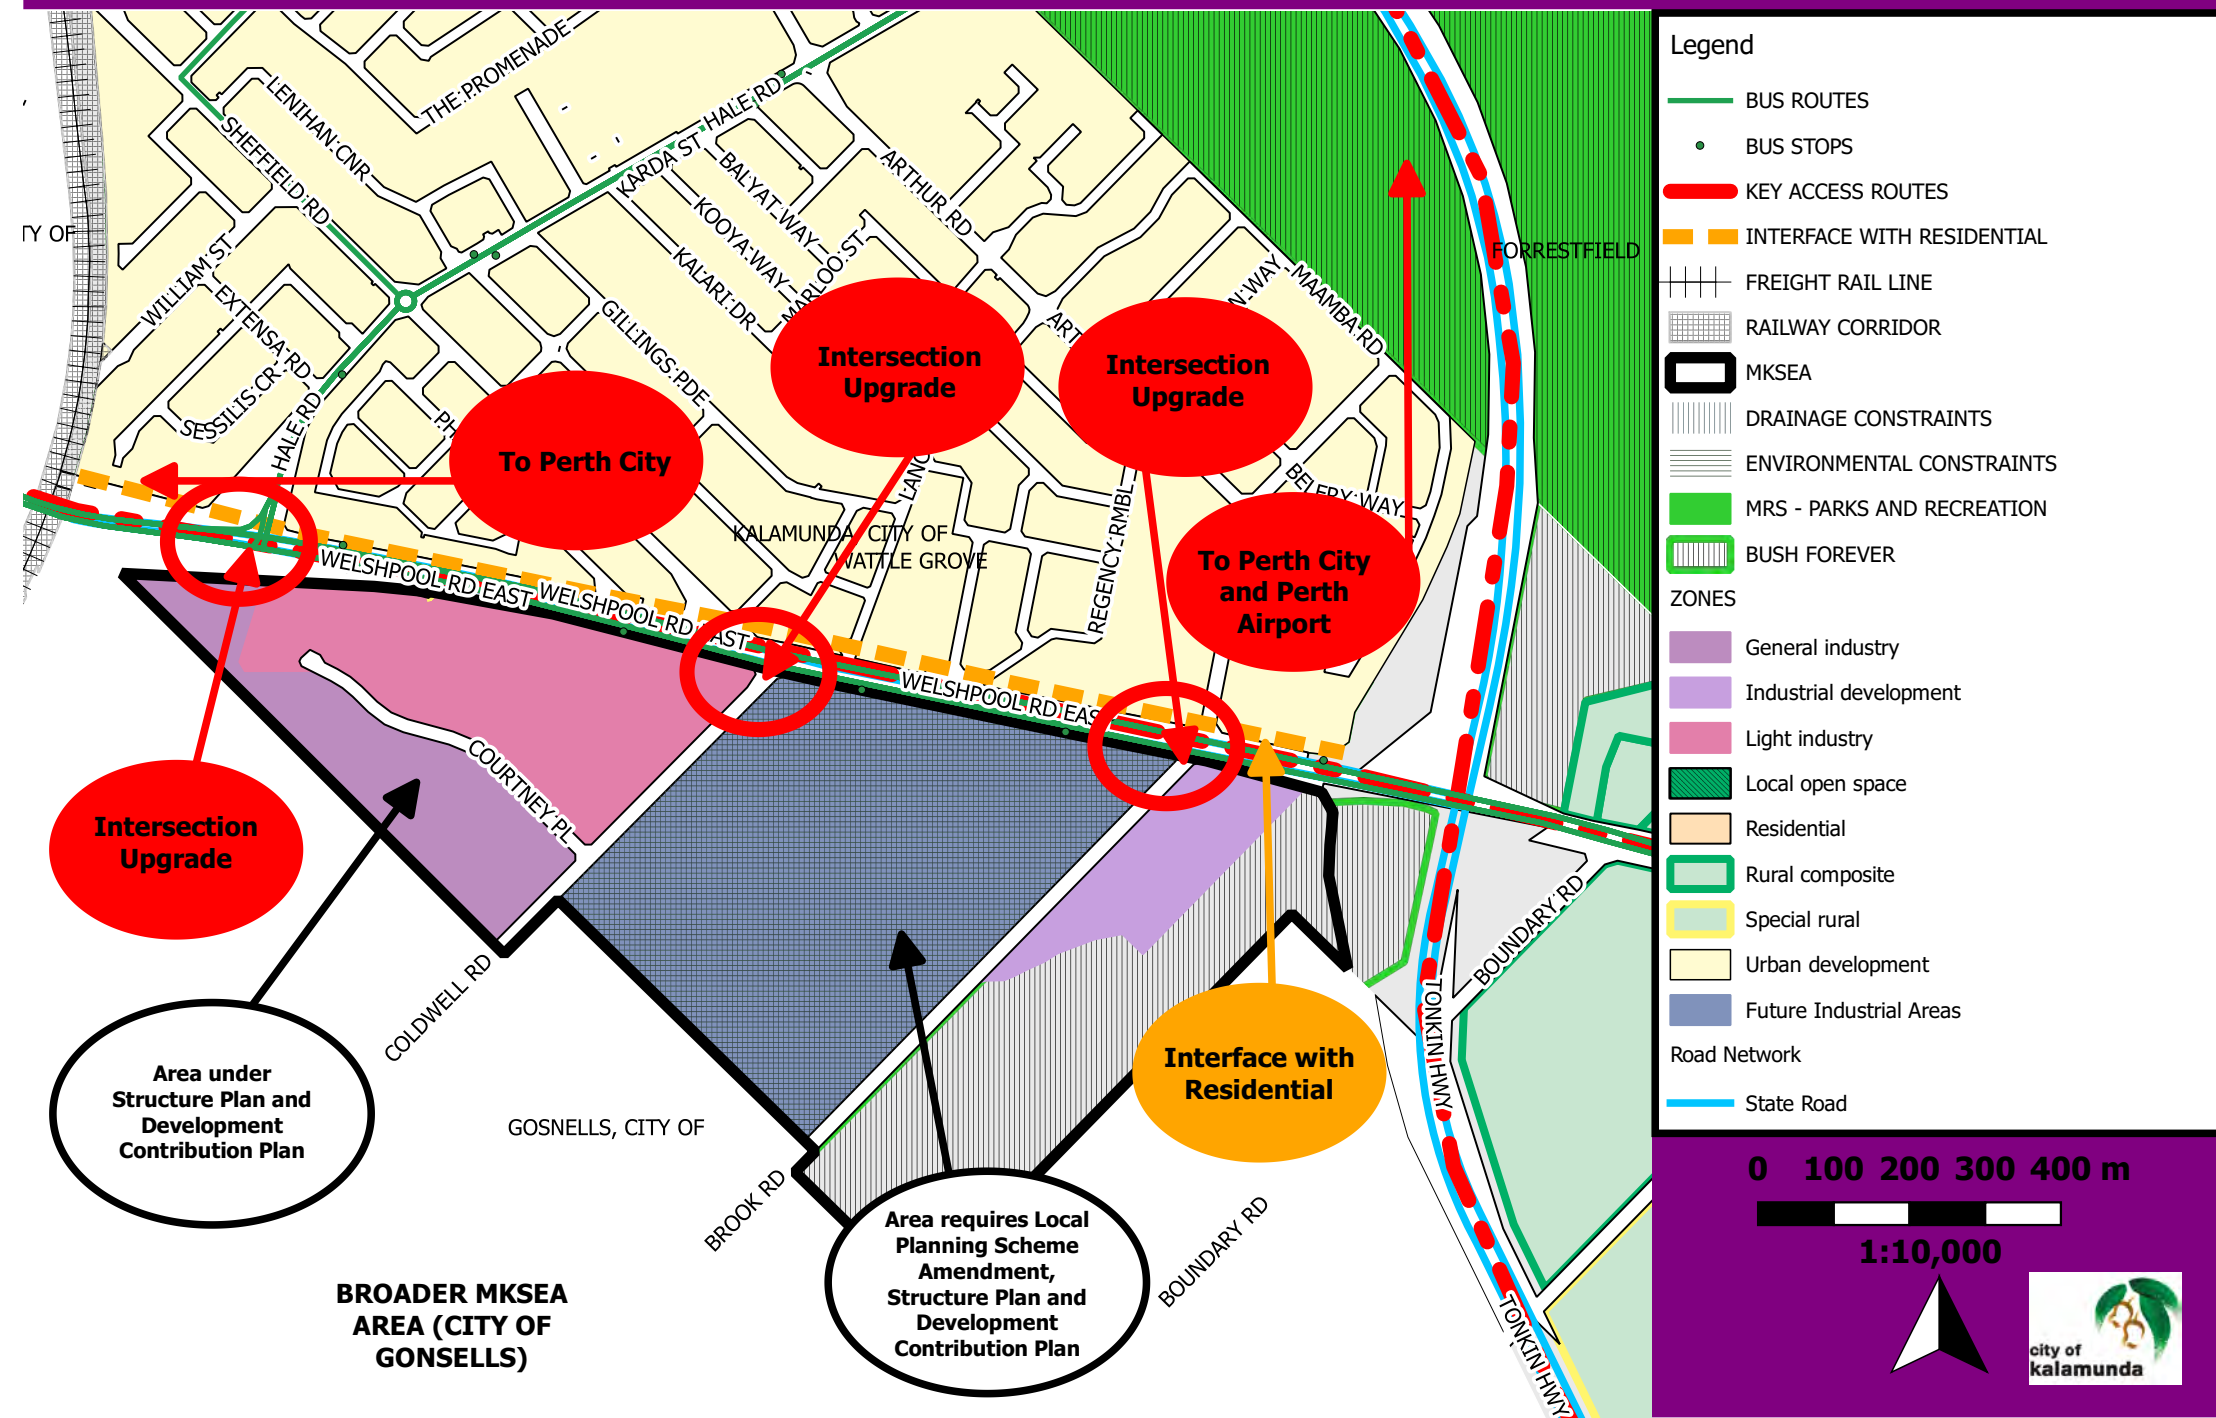 THE PROMENADE
LENIHAN CNR
SHEFFIELD RD
HALE RD
KARDA ST
BALYAT WAY
ARTHUR RD
KOOYA WAY
MARLOO ST
KALARI DR
TY OF
WILLIAM ST
EXTENSA RD
SESSILIS CR
HALE RD
GILLINGS PDE
MAAMBA RD
N WAY
ART
PH
LANC
REGENCY RMBL
BELFRY WAY
FORRESTFIELD
Intersection
Upgrade
Intersection
Upgrade
To Perth City
To Perth City
and Perth
Airport
KALAMUNDA, CITY OF
WATTLE GROVE
WELSHPOOL RD EAST
WELSHPOOL RD EAST
WELSHPOOL RD EAS
T
COURTNEY PL
Intersection
Upgrade
COLDWELL RD
BROOK RD
BOUNDARY RD
BOUNDARY RD
TONKIN HWY
TONKIN HWY
Interface with
Residential
Area under
Structure Plan and
Development
Contribution Plan
GOSNELLS, CITY OF
Area requires Local
Planning Scheme
Amendment,
Structure Plan and
Development
Contribution Plan
BROADER MKSEA
AREA (CITY OF
GONSELLS)
Legend
BUS ROUTES
BUS STOPS
KEY ACCESS ROUTES
INTERFACE WITH RESIDENTIAL
FREIGHT RAIL LINE
RAILWAY CORRIDOR
MKSEA
DRAINAGE CONSTRAINTS
ENVIRONMENTAL CONSTRAINTS
MRS - PARKS AND RECREATION
BUSH FOREVER
ZONES
General industry
Industrial development
Light industry
Local open space
Residential
Rural composite
Special rural
Urban development
Future Industrial Areas
Road Network
State Road
0 100 200 300 400 m
1:10,000
city of
kalamunda